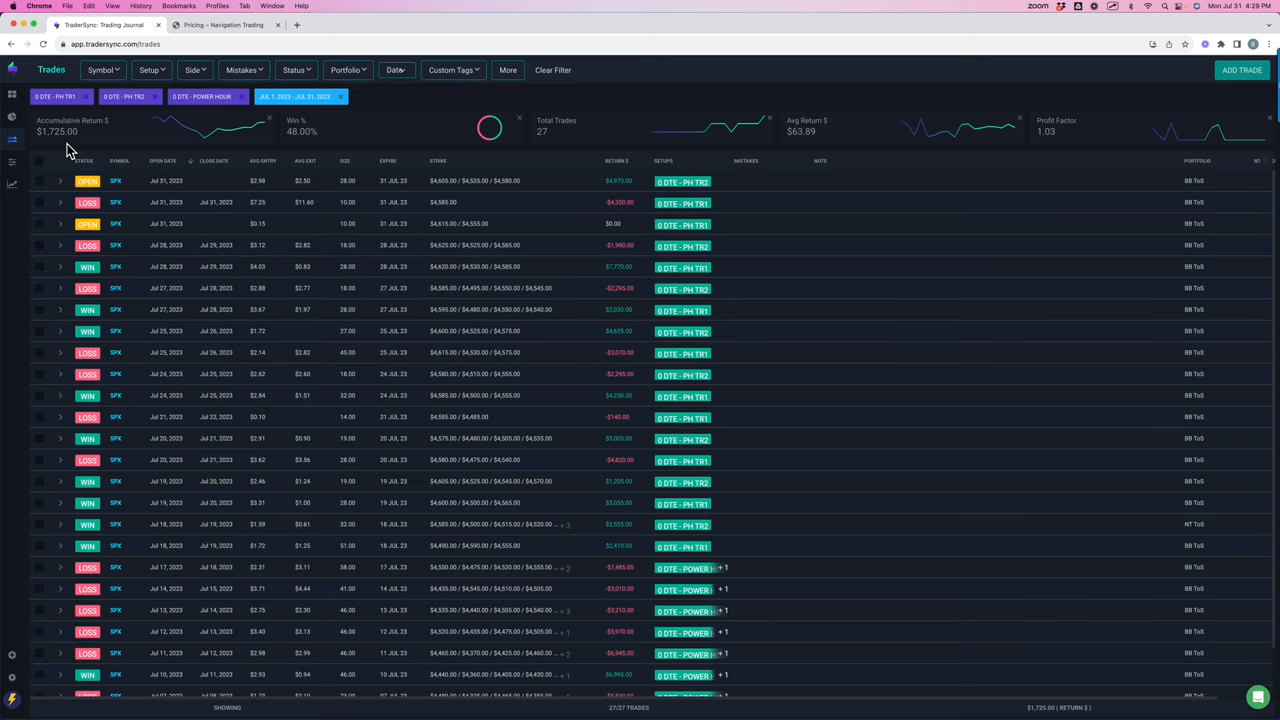 Chrome File Edit View History Bookmarks Profiles Tab Window Help zoom Mon Jul 31 4:29 PM
TraderSync: Trading Journal Pricing – Navigation Trading
app.tradersync.com/trades
Trades Symbol Setup Side Mistakes Status Portfolio Date Custom Tags More Clear Filter ADD TRADE
0 DTE - PH TR1 0 DTE - PH TR2 0 DTE - POWER HOUR JUL 1, 2023 - JUL 31, 2023
Accumulative Return $ Win % Total Trades Avg Return $ Profit Factor
$1,725.00 48.00% 27 $63.89 1.03
STATUS SYMBOL OPEN DATE CLOSE DATE AVG ENTRY AVG EXIT SIZE EXPIRE STRIKE RETURN $ SETUPS MISTAKES NOTE PORTFOLIO
OPEN SPX Jul 31, 2023 $2.98 $2.50 28.00 31 JUL 23 $4,605.00 / $4,535.00 / $4,590.00 $4,970.00 0 DTE - PH TR2 BB ToS
LOSS SPX Jul 31, 2023 Jul 31, 2023 $7.25 $11.60 10.00 31 JUL 23 $4,585.00 -$4,350.00 0 DTE - PH TR1 BB ToS
OPEN SPX Jul 31, 2023 $0.15 10.00 31 JUL 23 $4,615.00 / $4,555.00 $0.00 0 DTE - PH TR1 BB ToS
LOSS SPX Jul 28, 2023 Jul 29, 2023 $3.12 $2.82 18.00 28 JUL 23 $4,625.00 / $4,525.00 / $4,585.00 -$1,980.00 0 DTE - PH TR2 BB ToS
WIN SPX Jul 28, 2023 Jul 29, 2023 $4.03 $0.83 28.00 28 JUL 23 $4,620.00 / $4,530.00 / $4,585.00 $7,770.00 0 DTE - PH TR1 BB ToS
LOSS SPX Jul 27, 2023 Jul 28, 2023 $2.88 $2.77 18.00 27 JUL 23 $4,585.00 / $4,495.00 / $4,550.00 / $4,545.00 -$2,295.00 0 DTE - PH TR2 BB ToS
WIN SPX Jul 27, 2023 Jul 28, 2023 $3.67 $1.97 18.00 27 JUL 23 $4,595.00 / $4,480.00 / $4,550.00 / $4,540.00 $2,030.00 0 DTE - PH TR1 BB ToS
WIN SPX Jul 25, 2023 Jul 26, 2023 $1.72 27.00 25 JUL 23 $4,600.00 / $4,525.00 / $4,575.00 $4,635.00 0 DTE - PH TR2 BB ToS
LOSS SPX Jul 25, 2023 Jul 26, 2023 $2.14 $2.82 45.00 25 JUL 23 $4,615.00 / $4,530.00 / $4,575.00 -$3,070.00 0 DTE - PH TR1 BB ToS
LOSS SPX Jul 24, 2023 Jul 25, 2023 $2.62 $2.60 18.00 24 JUL 23 $4,580.00 / $4,510.00 / $4,555.00 -$2,295.00 0 DTE - PH TR2 BB ToS
WIN SPX Jul 24, 2023 Jul 25, 2023 $2.84 $1.51 32.00 24 JUL 23 $4,585.00 / $4,500.00 / $4,555.00 $4,250.00 0 DTE - PH TR1 BB ToS
LOSS SPX Jul 21, 2023 Jul 22, 2023 $0.10 14.00 21 JUL 23 $4,585.00 / $4,485.00 -$140.00 0 DTE - PH TR1 BB ToS
WIN SPX Jul 20, 2023 Jul 21, 2023 $2.91 $0.90 19.00 20 JUL 23 $4,575.00 / $4,480.00 / $4,505.00 / $4,535.00 $3,005.00 0 DTE - PH TR2 BB ToS
LOSS SPX Jul 20, 2023 Jul 21, 2023 $3.62 $3.56 28.00 20 JUL 23 $4,580.00 / $4,475.00 / $4,540.00 -$4,820.00 0 DTE - PH TR1 BB ToS
WIN SPX Jul 19, 2023 Jul 20, 2023 $2.46 $1.24 19.00 19 JUL 23 $4,605.00 / $4,525.00 / $4,545.00 / $4,570.00 $1,205.00 0 DTE - PH TR2 BB ToS
WIN SPX Jul 19, 2023 Jul 20, 2023 $3.31 $1.00 28.00 19 JUL 23 $4,600.00 / $4,500.00 / $4,565.00 $5,055.00 0 DTE - PH TR1 BB ToS
WIN SPX Jul 18, 2023 Jul 19, 2023 $1.59 $0.61 32.00 18 JUL 23 $4,585.00 / $4,500.00 / $4,515.00 / $4,520.00 ... + 3 $2,555.00 0 DTE - PH TR2 NT ToS
WIN SPX Jul 18, 2023 Jul 19, 2023 $1.72 $1.25 51.00 18 JUL 23 $4,490.00 / $4,590.00 / $4,555.00 $2,410.00 0 DTE - PH TR1 BB ToS
LOSS SPX Jul 17, 2023 Jul 18, 2023 $2.31 $3.11 58.00 17 JUL 23 $4,550.00 / $4,475.00 / $4,500.00 / $4,555.00 ... + 2 -$7,485.00 0 DTE - POWER H + 1 BB ToS
LOSS SPX Jul 14, 2023 Jul 15, 2023 $3.71 $4.44 41.00 14 JUL 23 $4,435.00 / $4,545.00 / $4,510.00 / $4,505.00 -$3,010.00 0 DTE - POWER + 1 BB ToS
LOSS SPX Jul 13, 2023 Jul 14, 2023 $2.75 $2.30 46.00 13 JUL 23 $4,535.00 / $4,440.00 / $4,505.00 / $4,540.00 ... + 3 -$3,210.00 0 DTE - POWER + 1 BB ToS
LOSS SPX Jul 12, 2023 Jul 13, 2023 $3.40 $3.13 46.00 12 JUL 23 $4,520.00 / $4,435.00 / $4,475.00 / $4,505.00 ... + 1 -$5,970.00 0 DTE - POWER + 1 BB ToS
LOSS SPX Jul 11, 2023 Jul 12, 2023 $2.98 $2.99 46.00 11 JUL 23 $4,465.00 / $4,370.00 / $4,425.00 / $4,460.00 ... + 2 -$6,945.00 0 DTE - POWER + 1 BB ToS
WIN SPX Jul 10, 2023 Jul 11, 2023 $2.93 $0.94 46.00 10 JUL 23 $4,440.00 / $4,360.00 / $4,410.00 / $4,430.00 ... + 1 $6,995.00 0 DTE - POWER + 1 BB ToS
SHOWING 27/27 TRADES $1,725.00 ( RETURN $ )